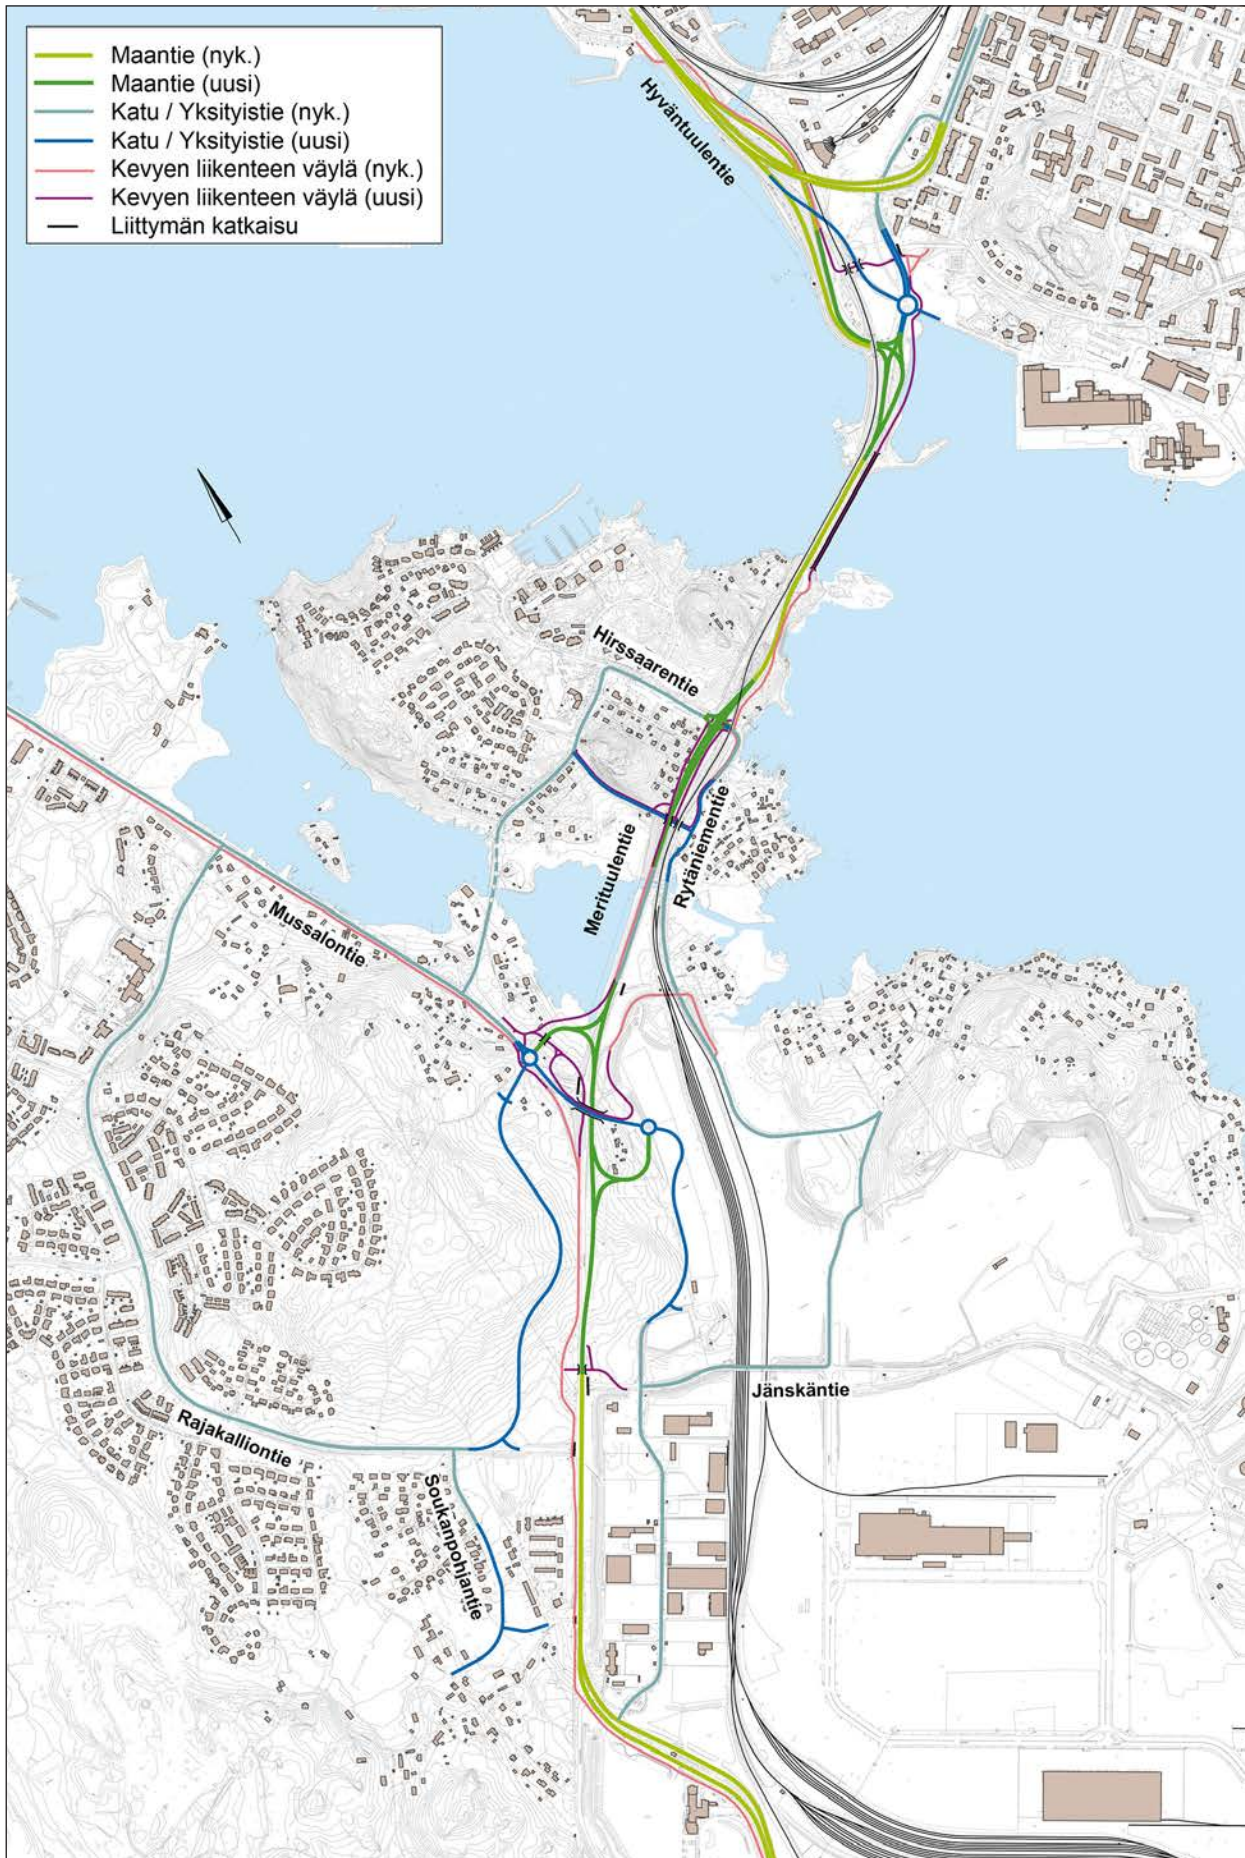 Maantie (nyk.)
Maantie (uusi)
Katu / Yksityistie (nyk.)
Katu / Yksityistie (uusi)
Kevyen liikenteen väylä (nyk.)
Kevyen liikenteen väylä (uusi)
Liittymän katkaisu
Hyväntuulentie
Hirssaarentie
Merituulentie
Rytäniementie
Mussalontie
Jänskäntie
Rajakalliontie
Soukanpohjantie